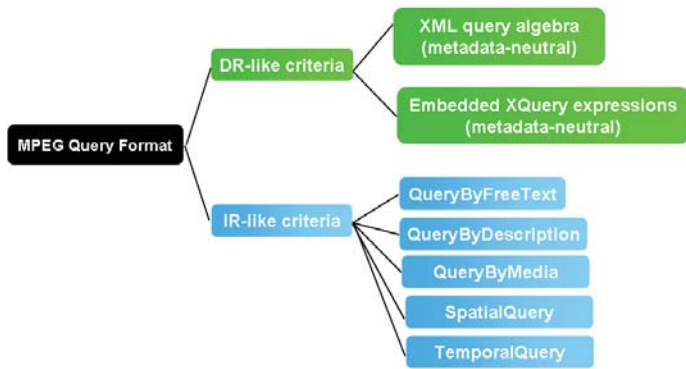 XML query algebra
(metadata-neutral)
DR-like criteria
Embedded XQuery expressions
(metadata-neutral)
MPEG Query Format
QueryByFreeText
IR-like criteria
QueryByDescription
QueryByMedia
SpatialQuery
TemporalQuery